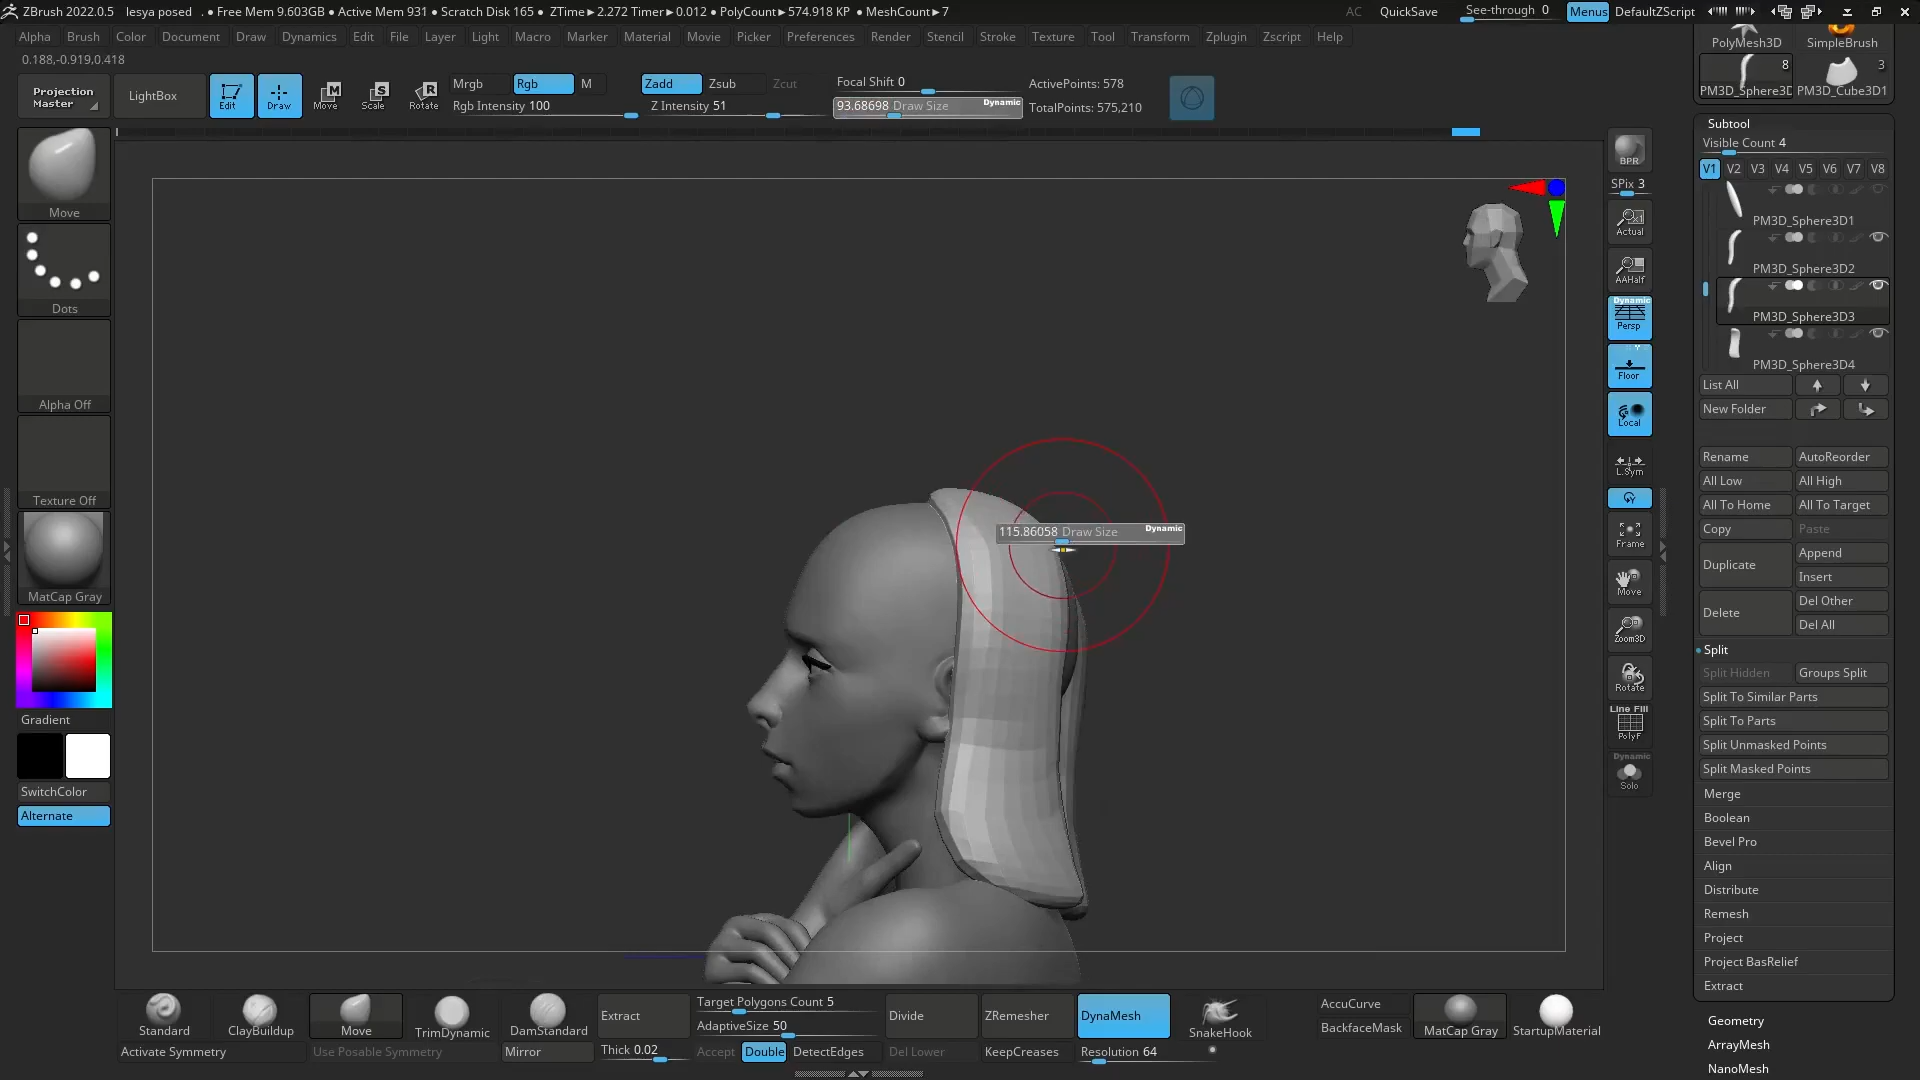 ZBrush 2022.0.5 lesya posed . ● Free Mem 9.603GB ● Active Mem 931 ● Scratch Disk 165 ● ZTime►2.272 Timer►0.012 ● PolyCount►574.918 KP ● MeshCount►7
AC QuickSave See-through 0 Menus DefaultZScript
Alpha Brush Color Document Draw Dynamics Edit File Layer Light Macro Marker Material Movie Picker Preferences Render Stencil Stroke Texture Tool Transform Zplugin Zscript Help
0.188,-0.919,0.418
Projection Master
LightBox
Edit
Draw
Move
Scale
Rotate
Mrgb Rgb M
Rgb Intensity 100
Zadd Zsub Zcut
Z Intensity 51
Focal Shift 0
93.68698 Draw Size Dynamic
ActivePoints: 578
TotalPoints: 575,210
Move
Dots
Alpha Off
Texture Off
MatCap Gray
Gradient
SwitchColor
Alternate
115.86058 Draw Size Dynamic
BPR
SPix 3
Actual
AAHalf
Dynamic
Persp
Floor
Local
L.Sym
Frame
Move
Zoom3D
Rotate
Line Fill
PolyF
Dynamic
Solo
PolyMesh3D SimpleBrush
8 3
PM3D_Sphere3D PM3D_Cube3D1
Subtool
Visible Count 4
V1 V2 V3 V4 V5 V6 V7 V8
PM3D_Sphere3D1
PM3D_Sphere3D2
PM3D_Sphere3D3
PM3D_Sphere3D4
List All
New Folder
Rename AutoReorder
All Low All High
All To Home All To Target
Copy Paste
Duplicate Append
Insert
Delete Del Other
Del All
Split
Split Hidden Groups Split
Split To Similar Parts
Split To Parts
Split Unmasked Points
Split Masked Points
Merge
Boolean
Bevel Pro
Align
Distribute
Remesh
Project
Project BasRelief
Extract
Geometry
ArrayMesh
NanoMesh
Standard ClayBuildup Move TrimDynamic DamStandard
Extract
Target Polygons Count 5
AdaptiveSize 50
Divide ZRemesher DynaMesh SnakeHook
AccuCurve
BackfaceMask
MatCap Gray StartupMaterial
Activate Symmetry Use Posable Symmetry Mirror Thick 0.02 Accept Double DetectEdges Del Lower KeepCreases Resolution 64